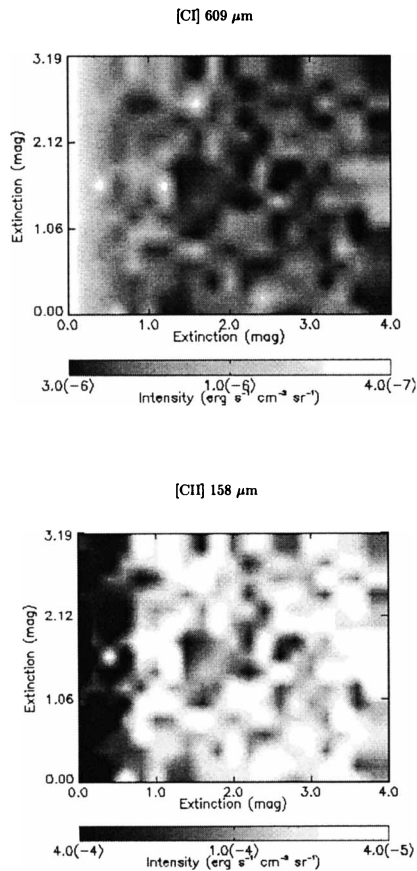 [CI] 609 μm
3.19
2.12
1.06
0.00
Extinction (mag)
0.0 1.0 2.0 3.0 4.0
Extinction (mag)
3.0(-6) 1.0(-6) 4.0(-7)
Intensity (erg s⁻¹ cm⁻² sr⁻¹)
[CII] 158 μm
3.19
2.12
1.06
0.00
Extinction (mag)
0.0 1.0 2.0 3.0 4.0
Extinction (mag)
4.0(-4) 1.0(-4) 4.0(-5)
Intensity (erg s⁻¹ cm⁻² sr⁻¹)